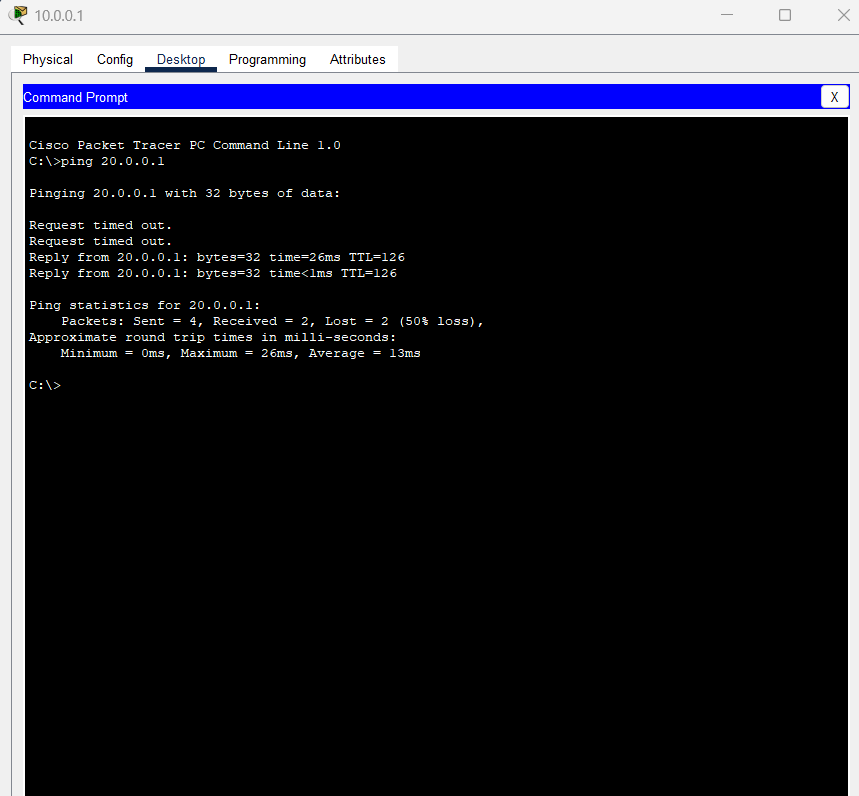 10.0.0.1
Physical Config Desktop Programming Attributes
Command Prompt X
Cisco Packet Tracer PC Command Line 1.0
C:\>ping 20.0.0.1
Pinging 20.0.0.1 with 32 bytes of data:
Request timed out.
Request timed out.
Reply from 20.0.0.1: bytes=32 time=26ms TTL=126
Reply from 20.0.0.1: bytes=32 time<1ms TTL=126
Ping statistics for 20.0.0.1:
Packets: Sent = 4, Received = 2, Lost = 2 (50% loss),
Approximate round trip times in milli-seconds:
Minimum = 0ms, Maximum = 26ms, Average = 13ms
C:\>